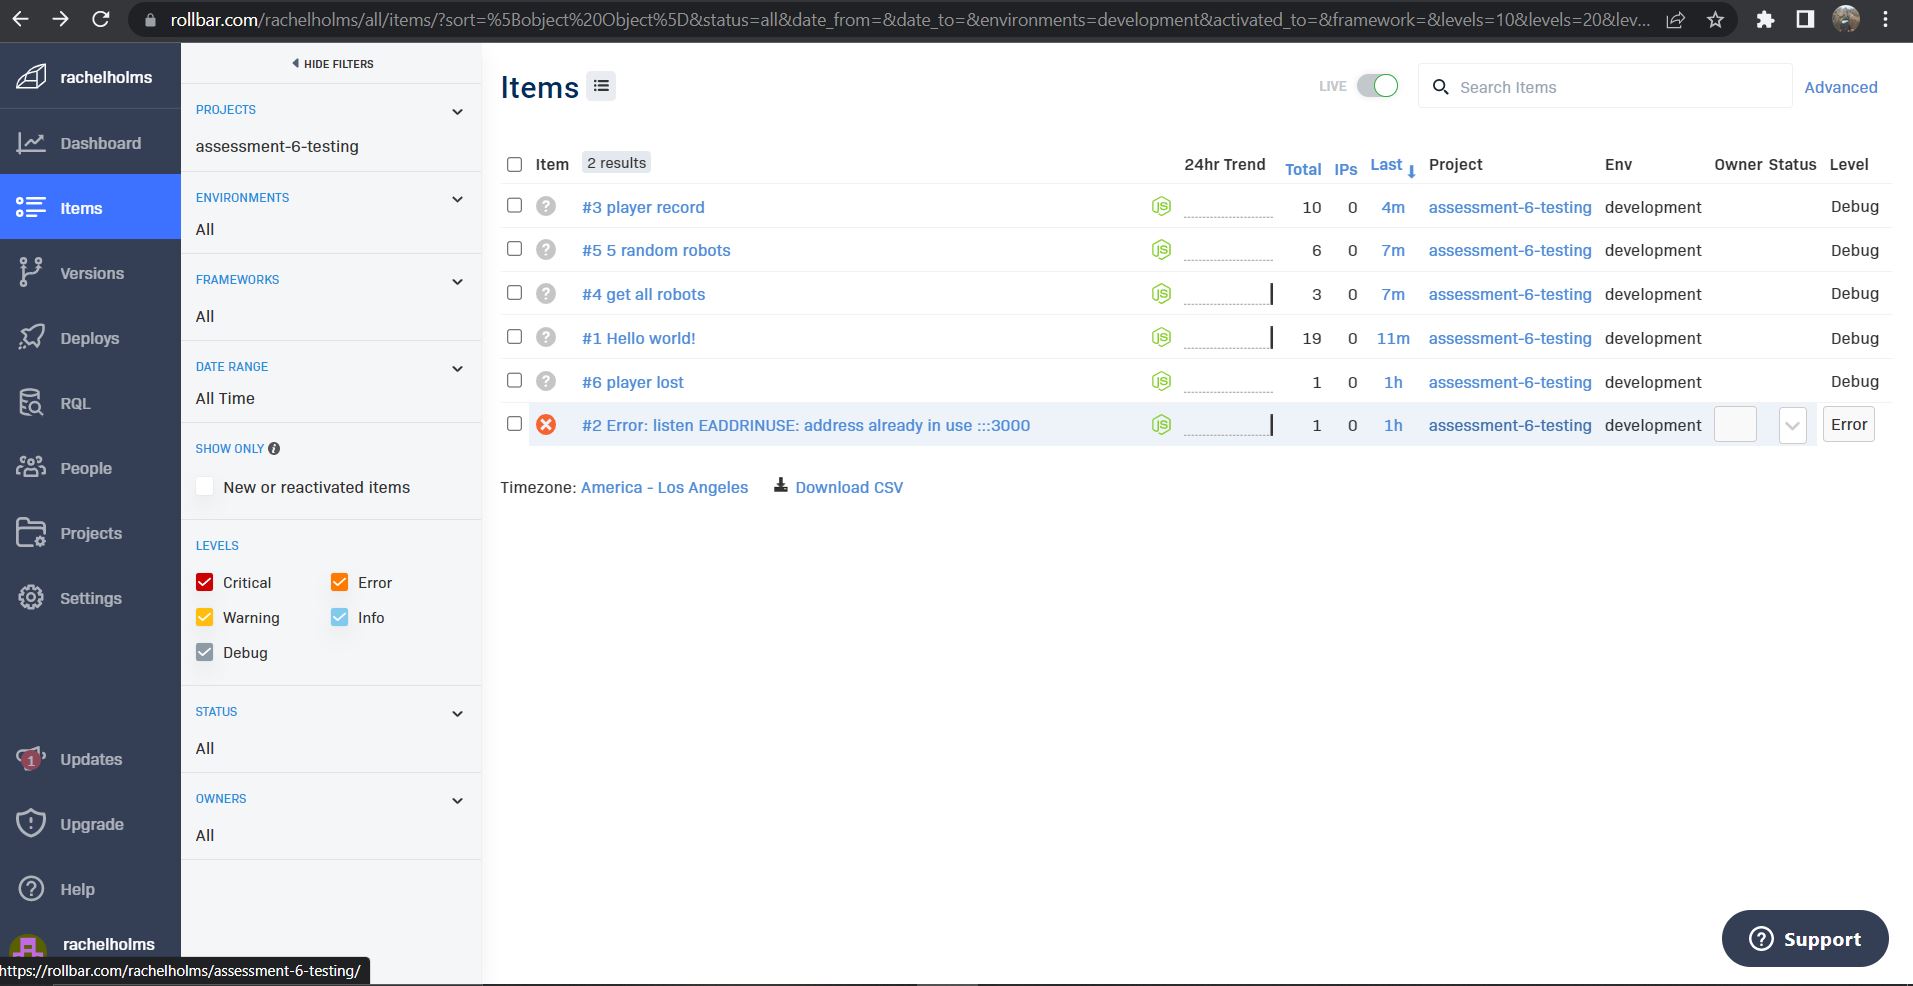 rollbar.com/rachelholms/all/items/?sort=%5Bobject%20Object%5D&status=all&date_from=&date_to=&environments=development&activated_to=&framework=&levels=10&levels=20&lev...
rachelholms
Dashboard
Items
Versions
Deploys
RQL
People
Projects
Settings
1
Updates
Upgrade
Help
rachelholms
https://rollbar.com/rachelholms/assessment-6-testing/
HIDE FILTERS
PROJECTS
assessment-6-testing
ENVIRONMENTS
All
FRAMEWORKS
All
DATE RANGE
All Time
SHOW ONLY
New or reactivated items
LEVELS
Critical Error
Warning Info
Debug
STATUS
All
OWNERS
All
Items LIVE Search Items Advanced
Item 2 results 24hr Trend Total IPs Last Project Env Owner Status Level
? #3 player record JS 10 0 4m assessment-6-testing development Debug
? #5 5 random robots JS 6 0 7m assessment-6-testing development Debug
? #4 get all robots JS 3 0 7m assessment-6-testing development Debug
? #1 Hello world! JS 19 0 11m assessment-6-testing development Debug
? #6 player lost JS 1 0 1h assessment-6-testing development Debug
#2 Error: listen EADDRINUSE: address already in use :::3000 JS 1 0 1h assessment-6-testing development Error
Timezone: America - Los Angeles Download CSV
? Support